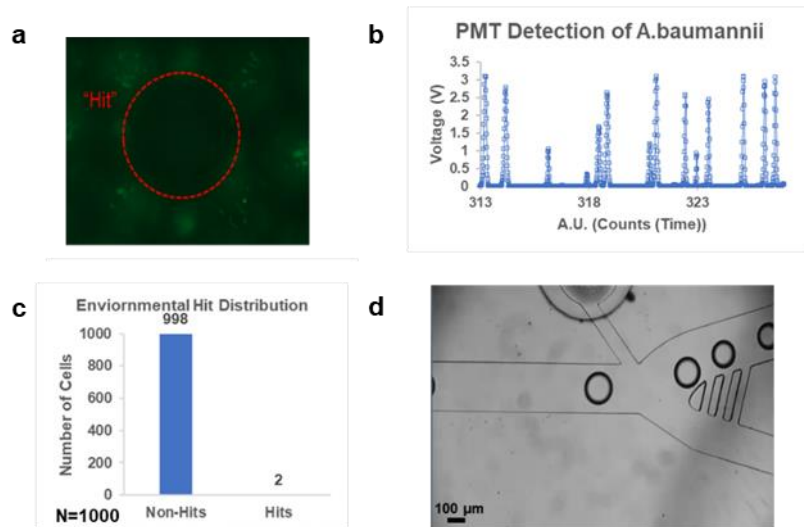 a
"Hit"
b
PMT Detection of A.baumannii
Voltage (V)
3.5
3
2.5
2
1.5
1
0.5
0
313
318
323
A.U. (Counts (Time))
c
Enviornmental Hit Distribution
Number of Cells
1000
800
600
400
200
0
998
2
Non-Hits
Hits
N=1000
d
100 µm